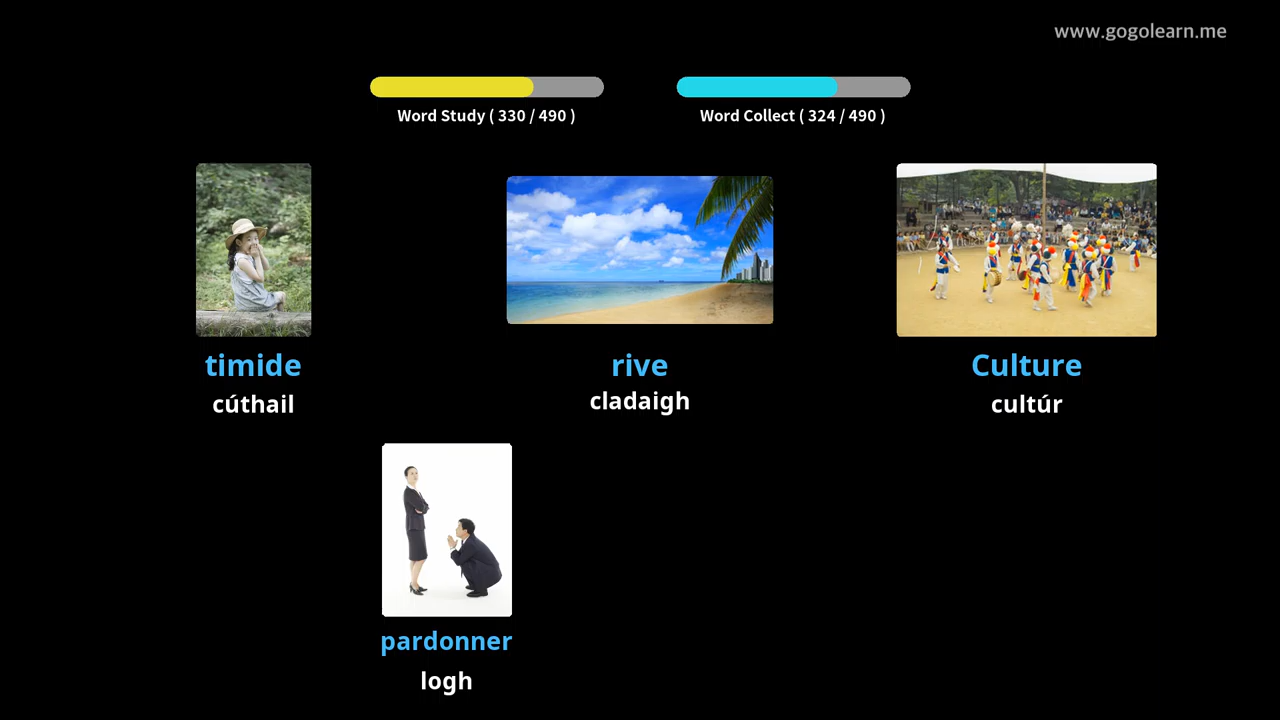 www.gogolearn.me
Word Study ( 330 / 490 )
Word Collect ( 324 / 490 )
timide
cúthail
rive
cladaigh
Culture
cultúr
pardonner
logh